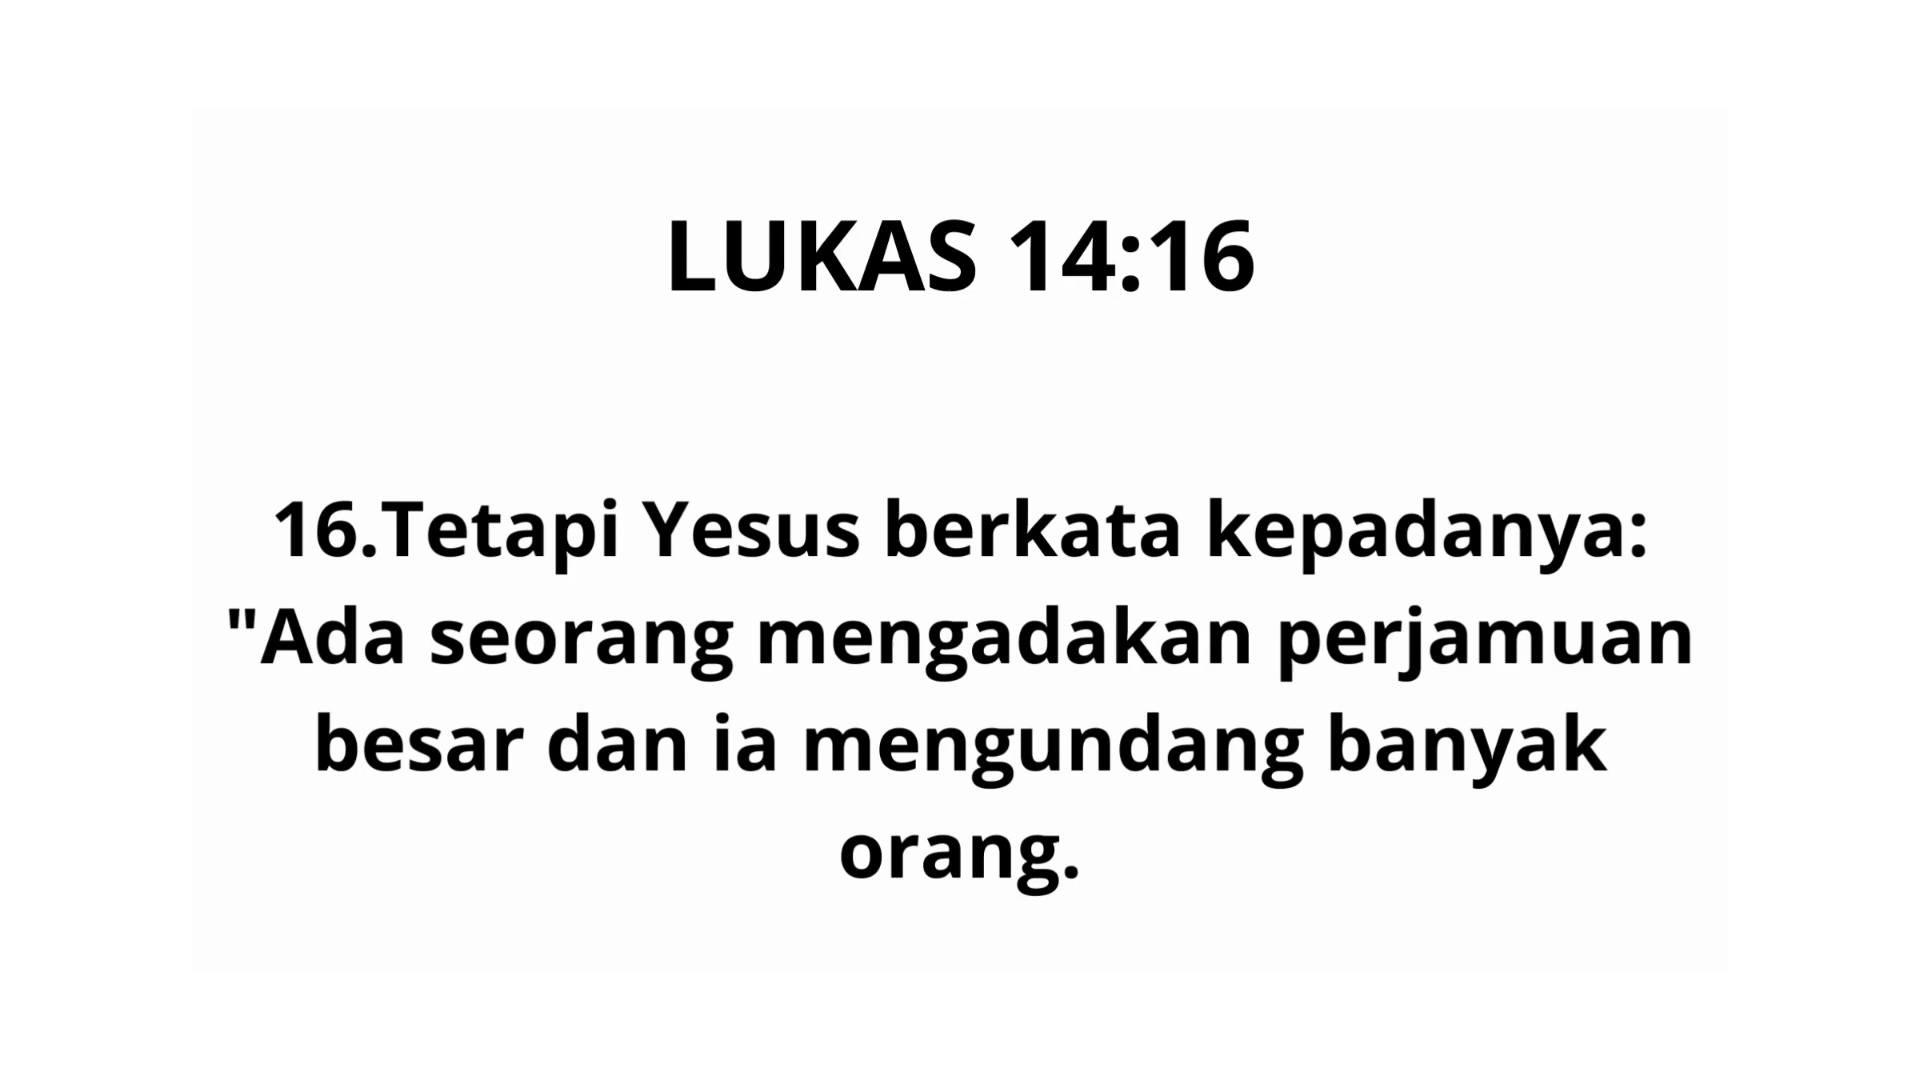 LUKAS 14:16
16.Tetapi Yesus berkata kepadanya:
"Ada seorang mengadakan perjamuan
besar dan ia mengundang banyak
orang.